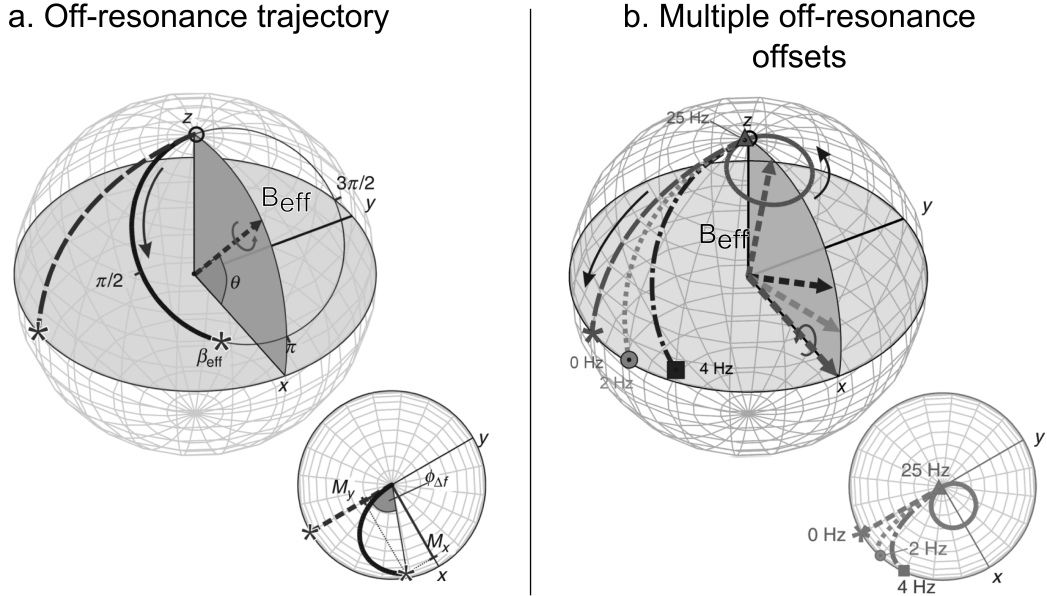 a. Off-resonance trajectory
z
3π/2
y
B_eff
π/2
θ
β_eff
π
x
y
M_y
ϕ_Δf
M_x
x
b. Multiple off-resonance
offsets
25 Hz
z
y
B_eff
0 Hz
2 Hz
4 Hz
x
y
25 Hz
0 Hz
2 Hz
4 Hz
x